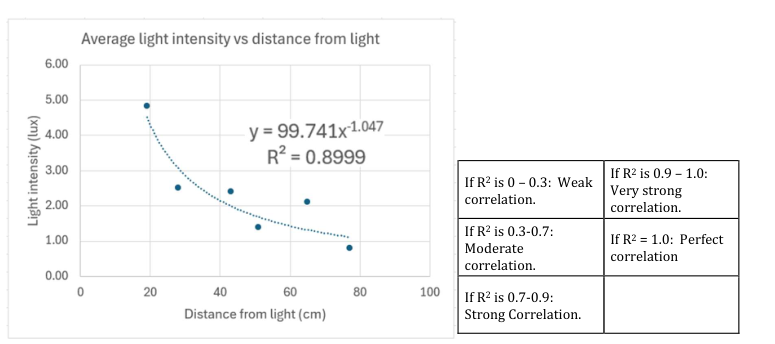 Average light intensity vs distance from light
6.00
5.00
4.00
3.00
2.00
1.00
0.00
Light intensity (lux)
y = 99.741x⁻¹·⁰⁴⁷
R² = 0.8999
0 20 40 60 80 100
Distance from light (cm)
If R² is 0 – 0.3: Weak
correlation.
If R² is 0.9 – 1.0:
Very strong
correlation.
If R² is 0.3-0.7:
Moderate
correlation.
If R² = 1.0: Perfect
correlation
If R² is 0.7-0.9:
Strong Correlation.